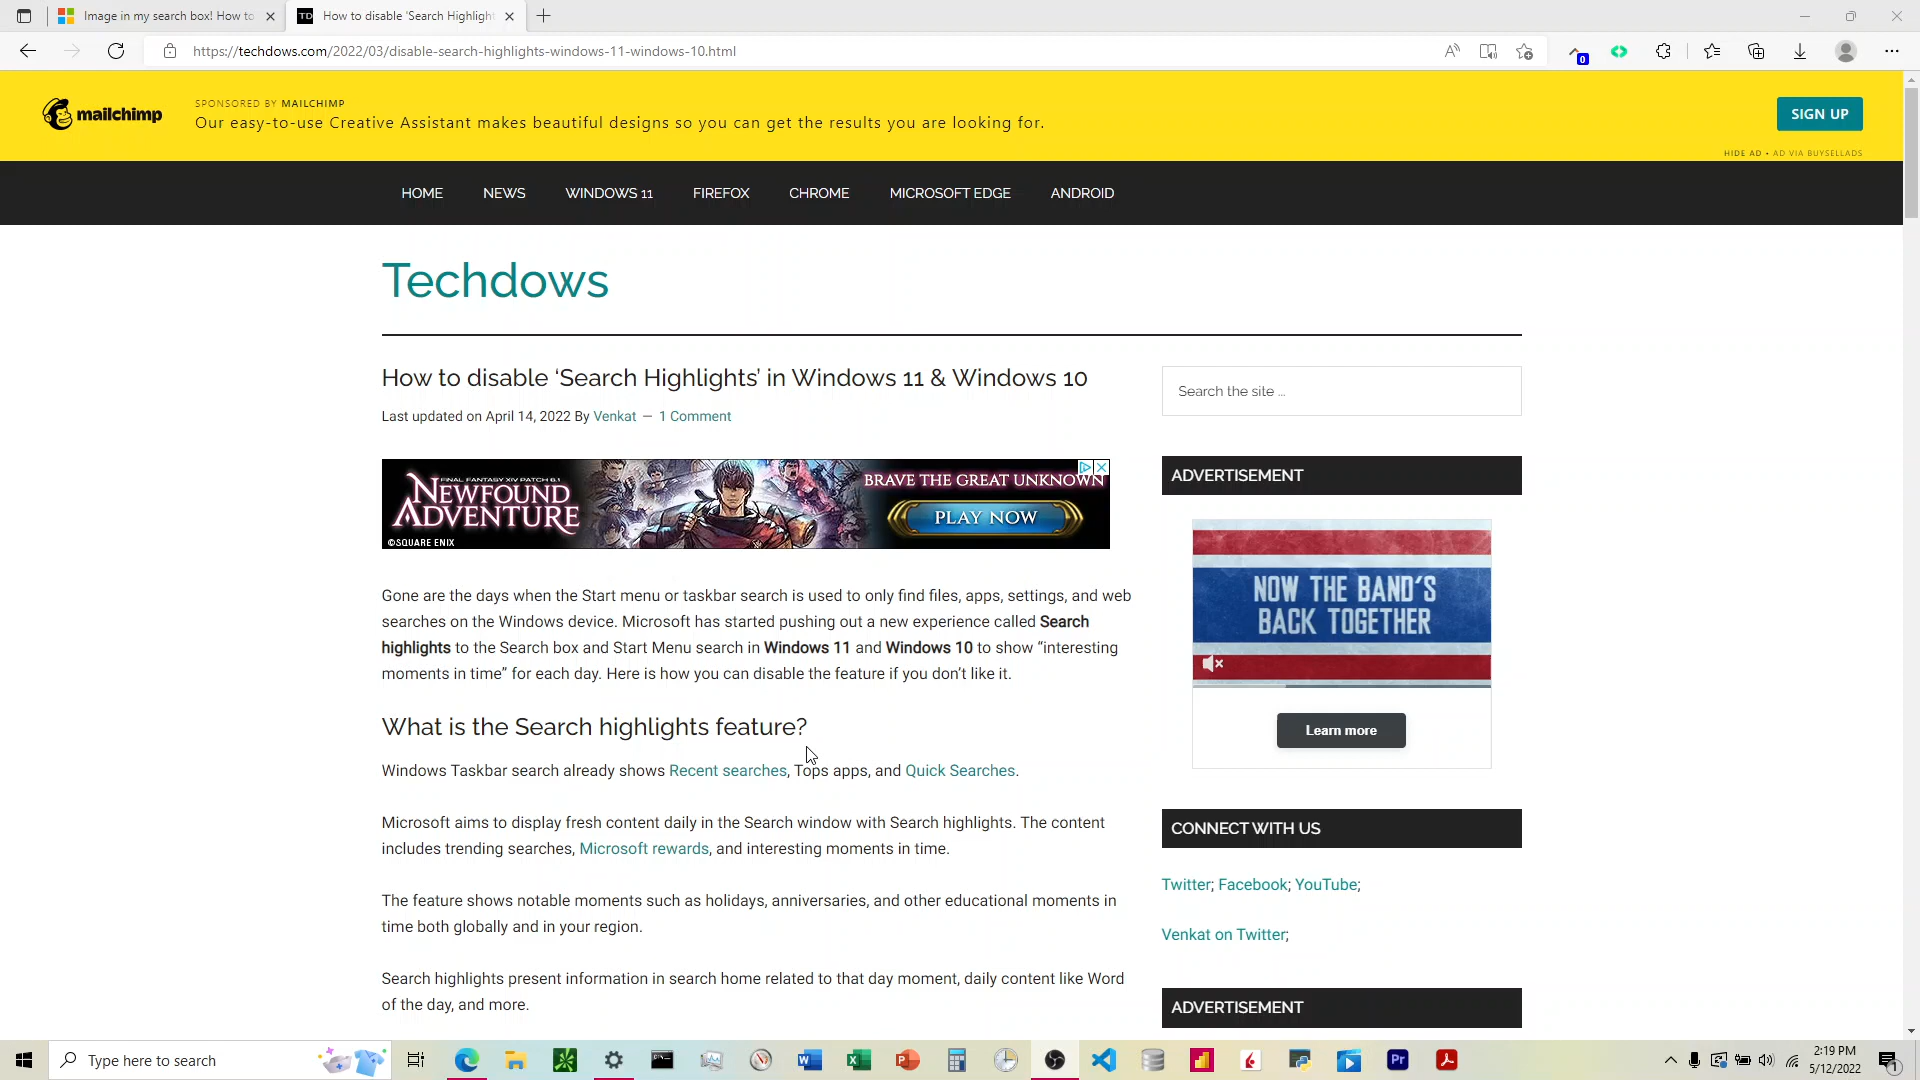 Image in my search box! How to
How to disable 'Search Highlight
https://techdows.com/2022/03/disable-search-highlights-windows-11-windows-10.html
0
mailchimp
SPONSORED BY MAILCHIMP
Our easy-to-use Creative Assistant makes beautiful designs so you can get the results you are looking for.
SIGN UP
HIDE AD • AD VIA BUYSELLADS
HOME NEWS WINDOWS 11 FIREFOX CHROME MICROSOFT EDGE ANDROID
Techdows
How to disable ‘Search Highlights’ in Windows 11 & Windows 10
Last updated on April 14, 2022 By Venkat — 1 Comment
FINAL FANTASY XIV PATCH 6.1
NEWFOUND
ADVENTURE
©SQUARE ENIX
BRAVE THE GREAT UNKNOWN
PLAY NOW
Gone are the days when the Start menu or taskbar search is used to only find files, apps, settings, and web
searches on the Windows device. Microsoft has started pushing out a new experience called Search
highlights to the Search box and Start Menu search in Windows 11 and Windows 10 to show “interesting
moments in time” for each day. Here is how you can disable the feature if you don’t like it.
What is the Search highlights feature?
Windows Taskbar search already shows Recent searches, Tops apps, and Quick Searches.
Microsoft aims to display fresh content daily in the Search window with Search highlights. The content
includes trending searches, Microsoft rewards, and interesting moments in time.
The feature shows notable moments such as holidays, anniversaries, and other educational moments in
time both globally and in your region.
Search highlights present information in search home related to that day moment, daily content like Word
of the day, and more.
Search the site ...
ADVERTISEMENT
NOW THE BAND'S
BACK TOGETHER
Learn more
CONNECT WITH US
Twitter; Facebook; YouTube;
Venkat on Twitter;
ADVERTISEMENT
Type here to search
2:19 PM
5/12/2022
1